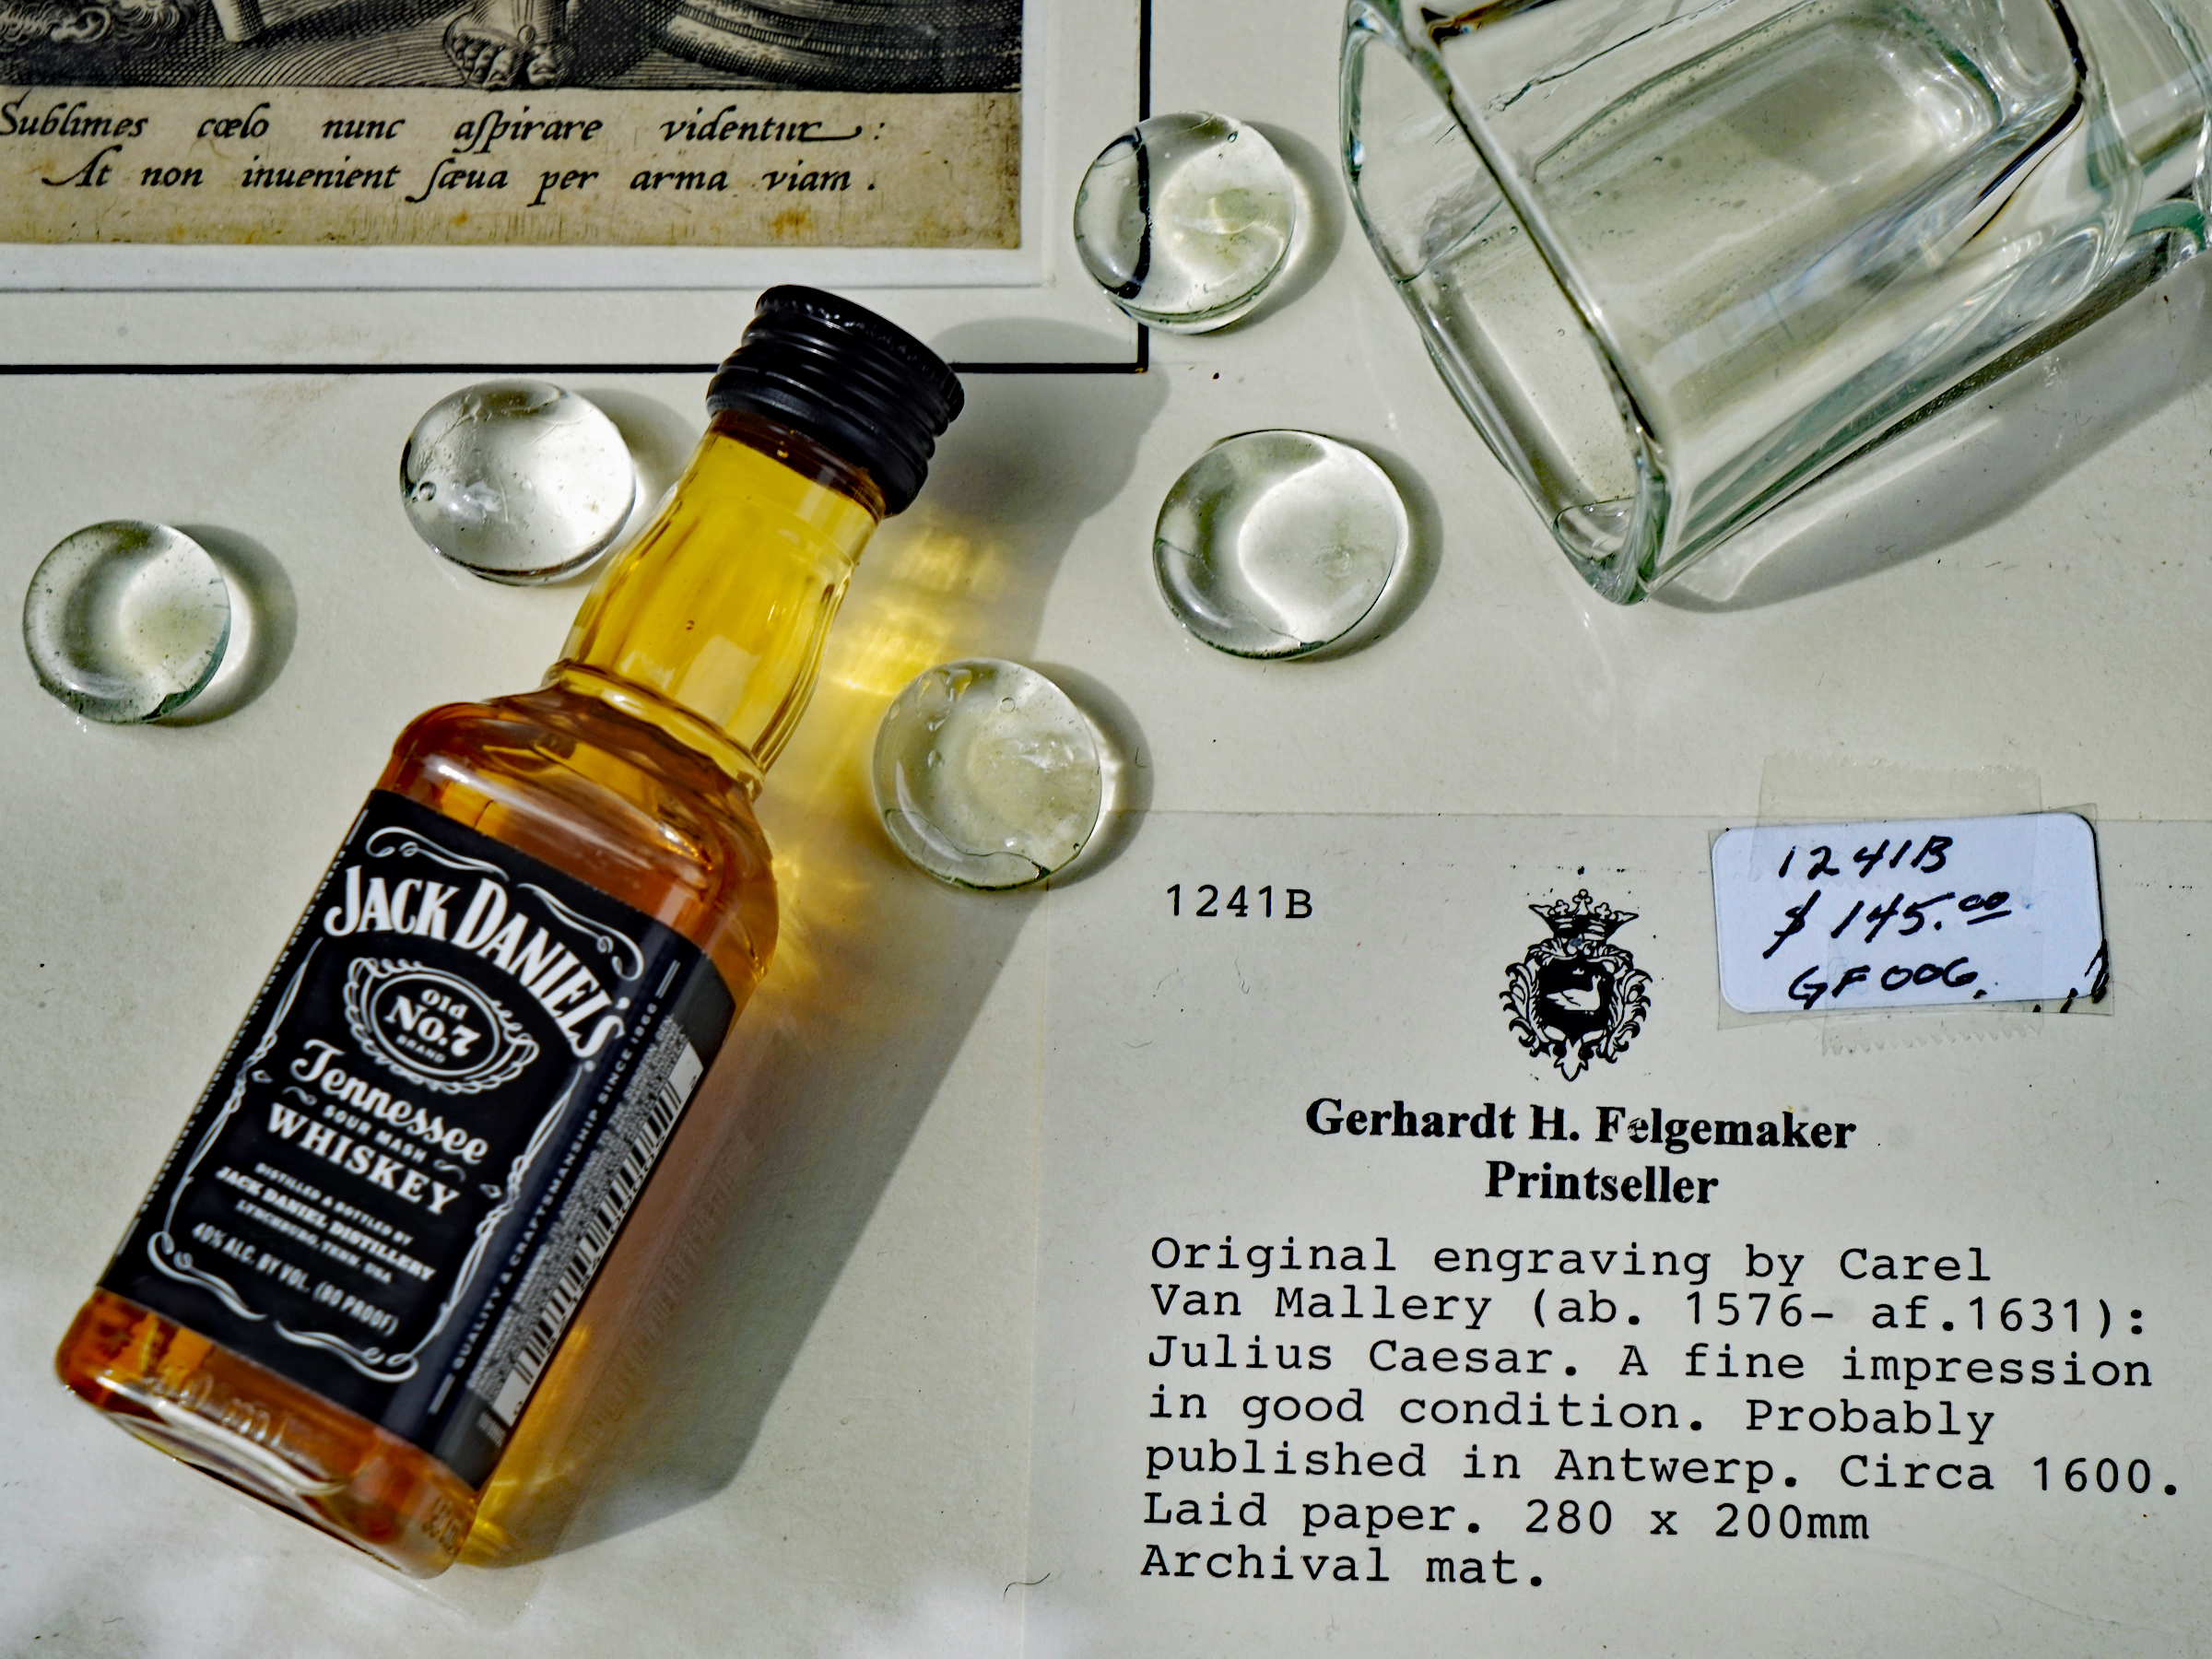 Sublimes cœlo nunc aſpirare videntur :
At non inuenient ſæua per arma viam .
JACK DANIEL'S
Old
No.7
BRAND
Tennessee
SOUR MASH
WHISKEY
DISTILLED & BOTTLED BY
JACK DANIEL DISTILLERY
LYNCHBURG, TENN. USA
40% ALC. BY VOL. (80 PROOF)
QUALITY & CRAFTSMANSHIP SINCE 1866
1241B
1241B
$ 145.00
GF006.
Gerhardt H. Felgemaker
Printseller
Original engraving by Carel
Van Mallery (ab. 1576- af.1631):
Julius Caesar. A fine impression
in good condition. Probably
published in Antwerp. Circa 1600.
Laid paper. 280 x 200mm
Archival mat.